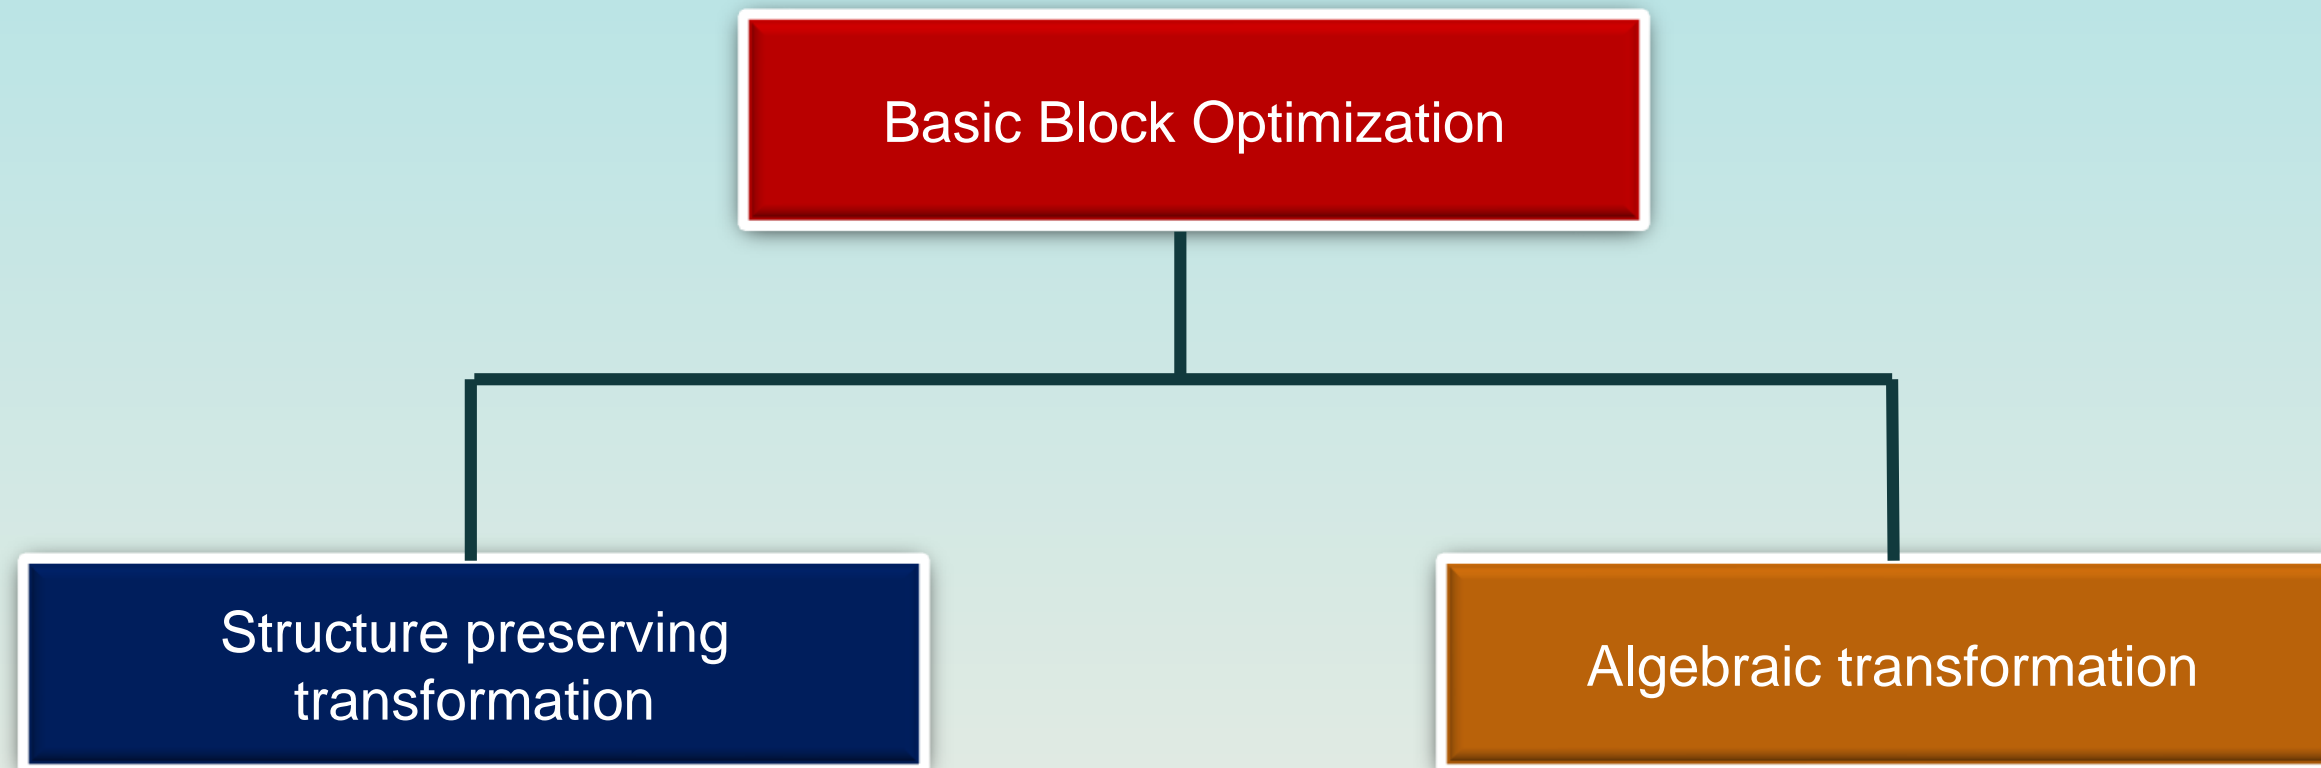 Basic Block Optimization
Structure preserving
transformation
Algebraic transformation